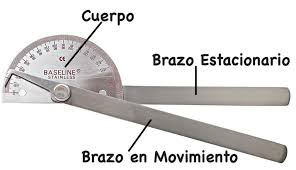 Cuerpo
Brazo Estacionario
BASELINE
STAINLESS
Brazo en Movimiento